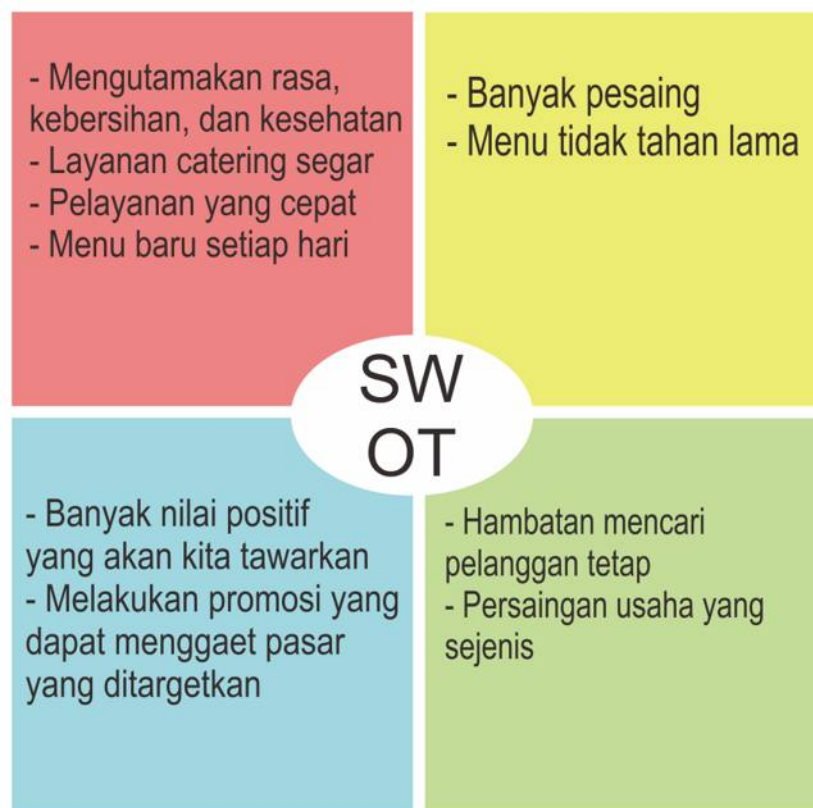 - Mengutamakan rasa,
kebersihan, dan kesehatan
- Layanan catering segar
- Pelayanan yang cepat
- Menu baru setiap hari
- Banyak pesaing
- Menu tidak tahan lama
SW
OT
- Banyak nilai positif
yang akan kita tawarkan
- Melakukan promosi yang
dapat menggaet pasar
yang ditargetkan
- Hambatan mencari
pelanggan tetap
- Persaingan usaha yang
sejenis